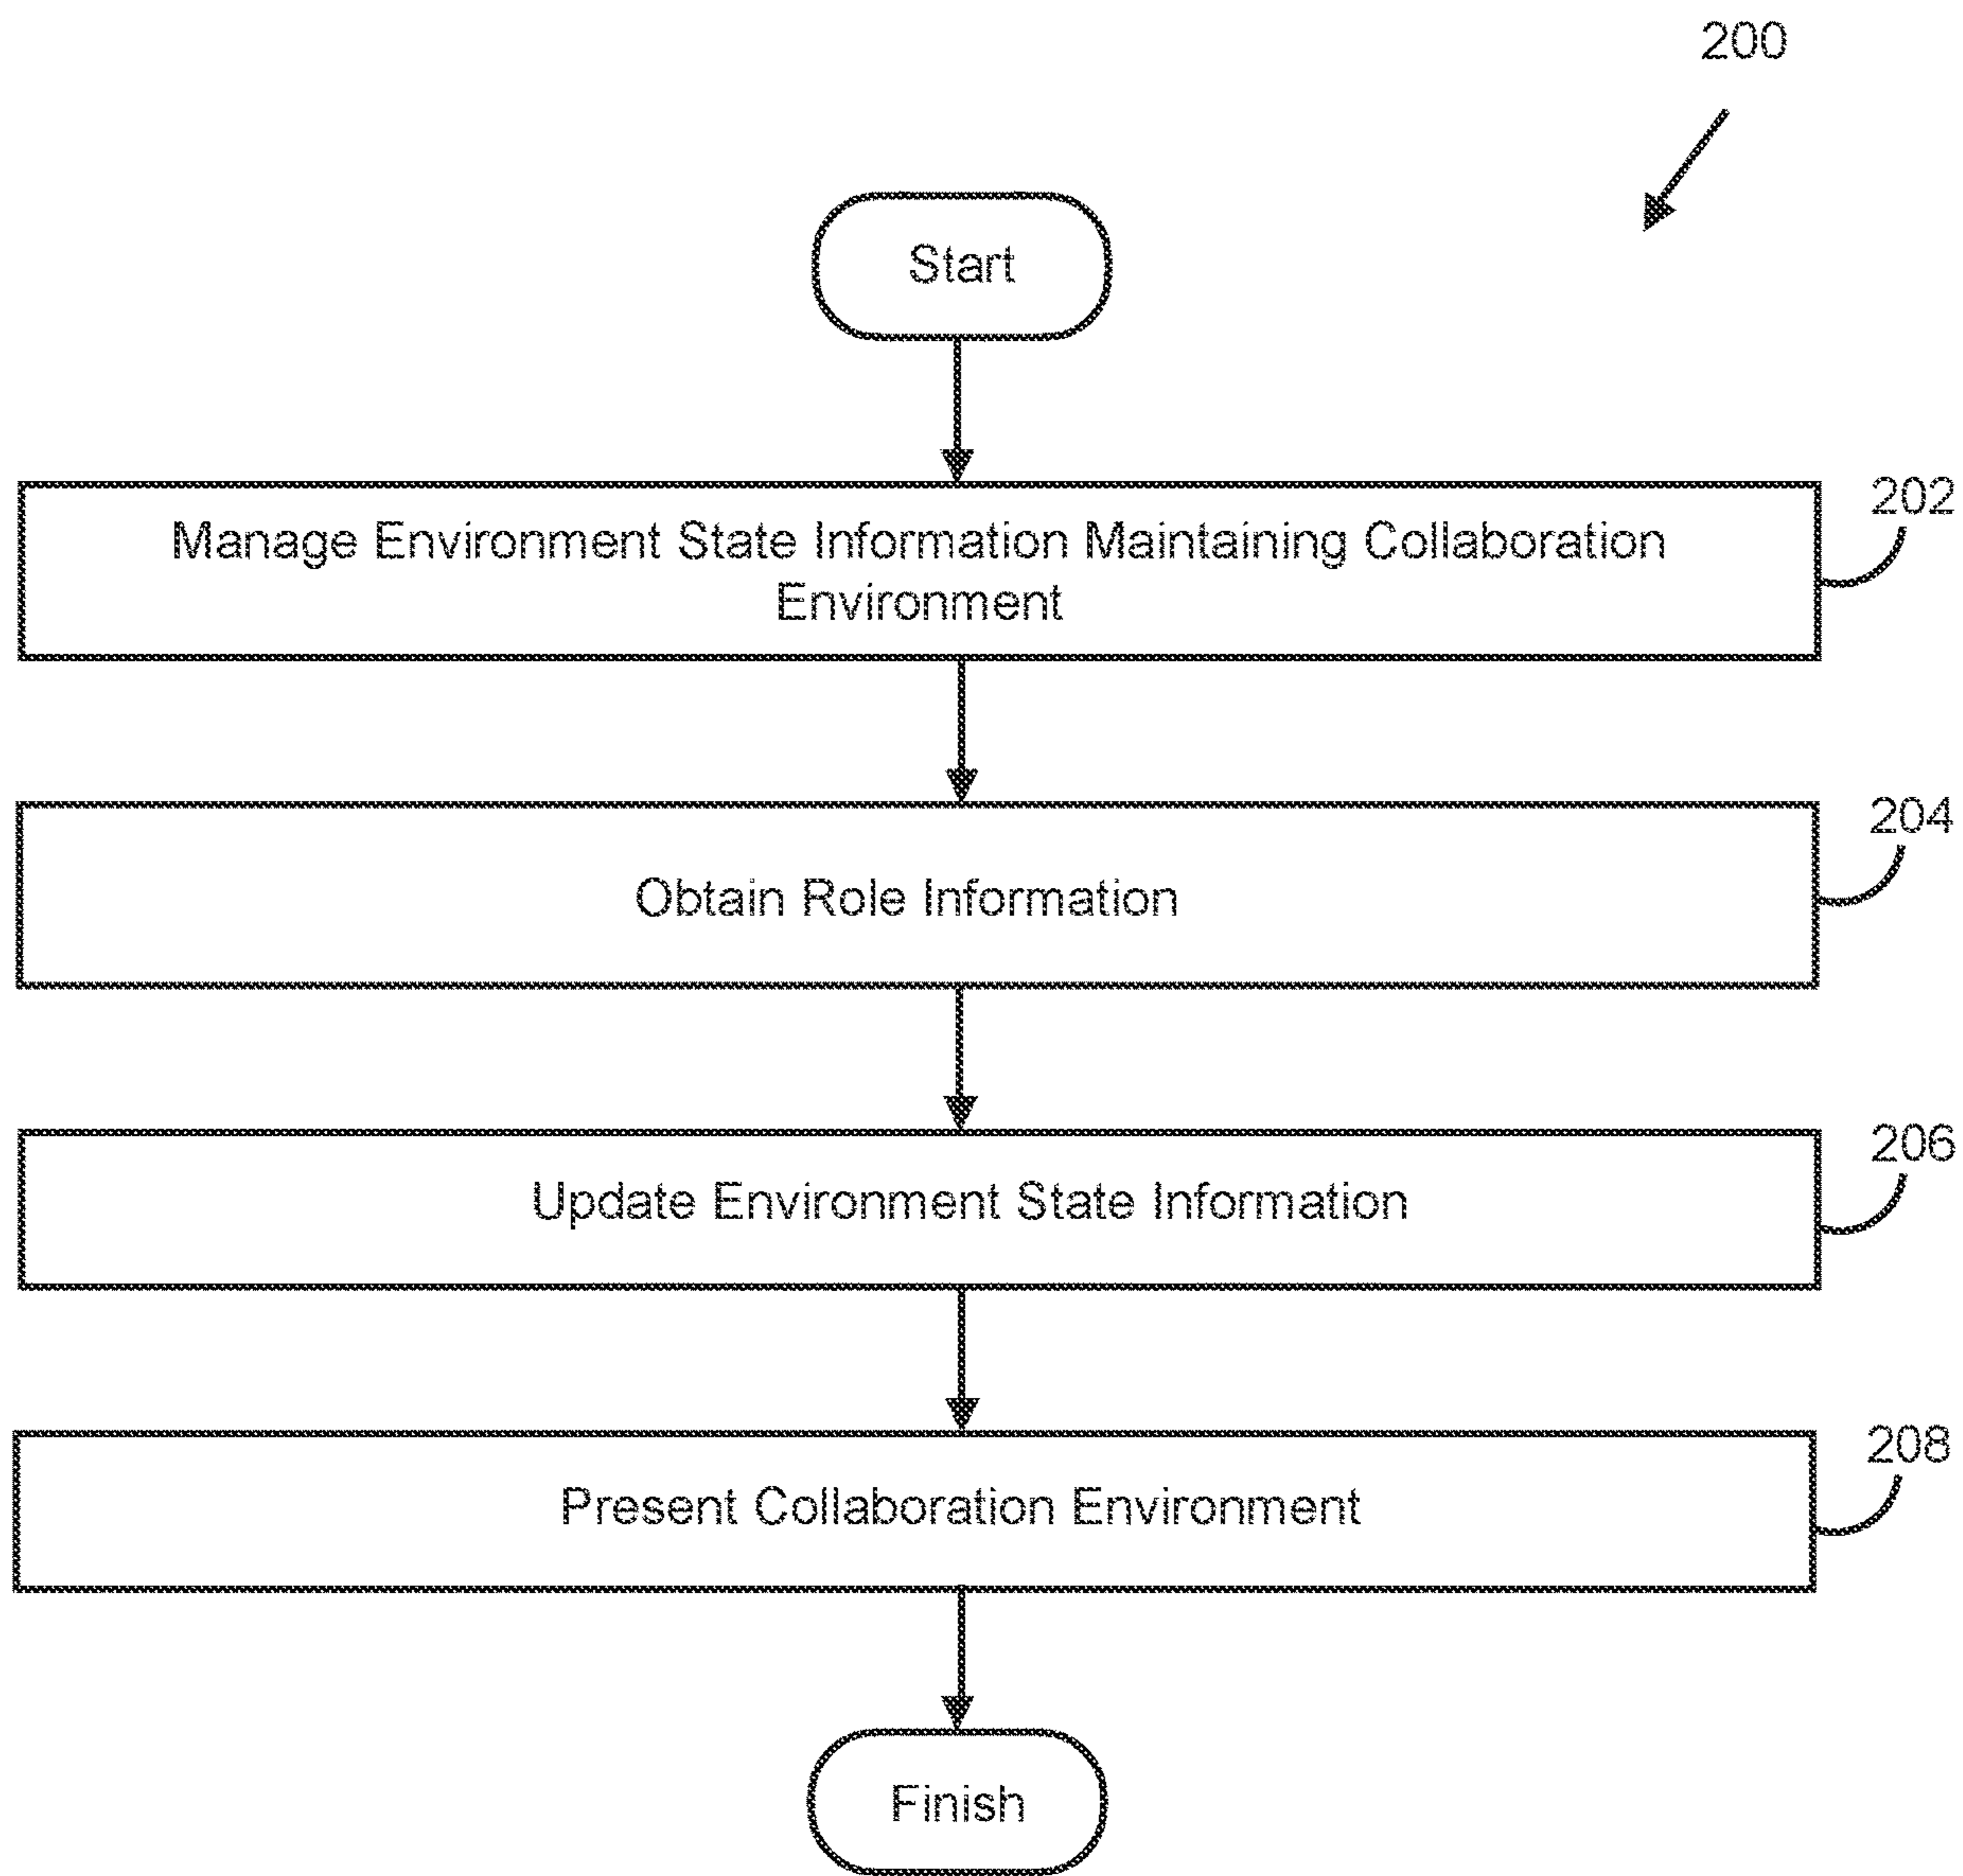 200
Start
Manage Environment State Information Maintaining Collaboration
Environment
202
Obtain Role Information
204
Update Environment State Information
206
Present Collaboration Environment
208
Finish